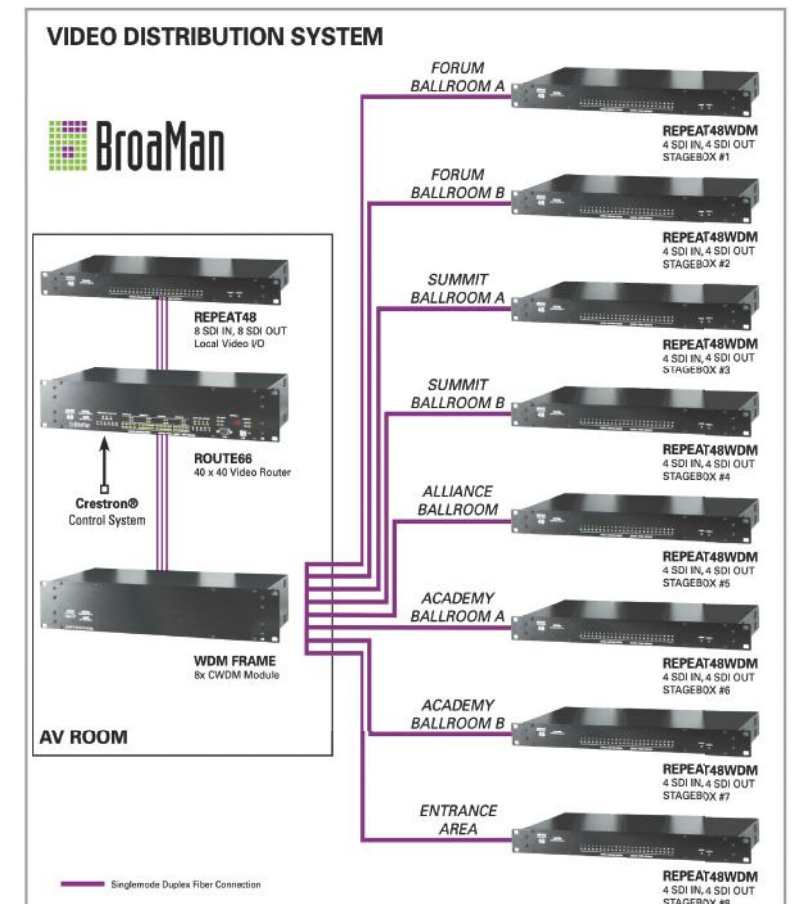 VIDEO DISTRIBUTION SYSTEM
BroaMan
FORUM
BALLROOM A
REPEAT48WDM
4 SDI IN, 4 SDI OUT
STAGEBOX #1
FORUM
BALLROOM B
REPEAT48WDM
4 SDI IN, 4 SDI OUT
STAGEBOX #2
SUMMIT
BALLROOM A
REPEAT48WDM
4 SDI IN, 4 SDI OUT
STAGEBOX #3
SUMMIT
BALLROOM B
REPEAT48WDM
4 SDI IN, 4 SDI OUT
STAGEBOX #4
ALLIANCE
BALLROOM
REPEAT48WDM
4 SDI IN, 4 SDI OUT
STAGEBOX #5
ACADEMY
BALLROOM A
REPEAT48WDM
4 SDI IN, 4 SDI OUT
STAGEBOX #6
ACADEMY
BALLROOM B
REPEAT48WDM
4 SDI IN, 4 SDI OUT
STAGEBOX #7
ENTRANCE
AREA
REPEAT48WDM
4 SDI IN, 4 SDI OUT
STAGEBOX #8
REPEAT48
8 SDI IN, 8 SDI OUT
Local Video I/O
ROUTE66
40 x 40 Video Router
Crestron®
Control System
WDM FRAME
8x CWDM Module
AV ROOM
Singlemode Duplex Fiber Connection